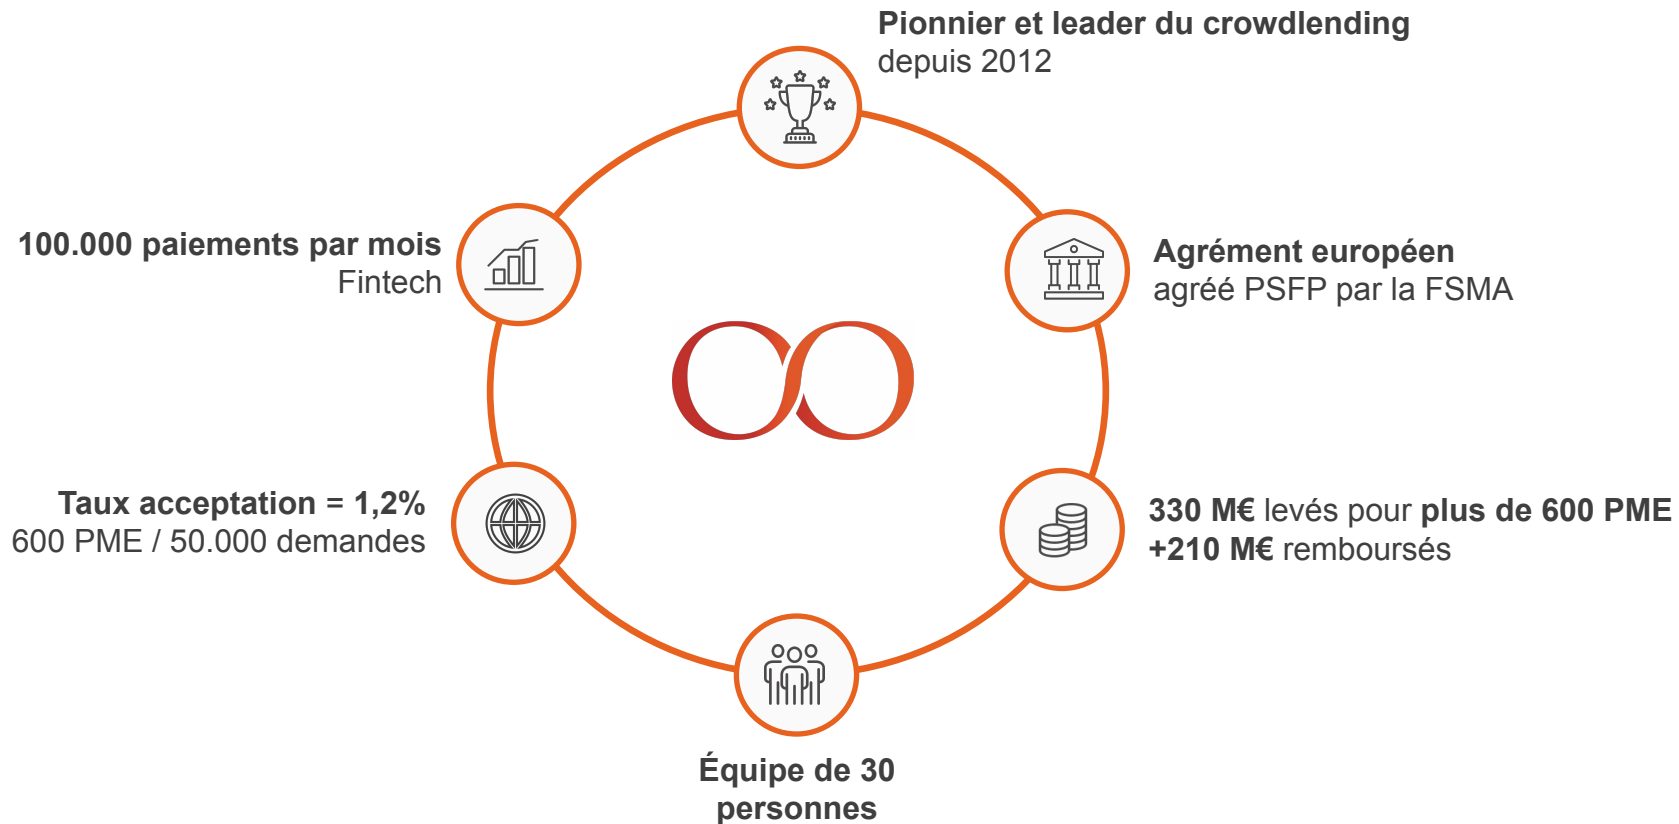 Pionnier et leader du crowdlending
depuis 2012
100.000 paiements par mois
Fintech
Agrément européen
agréé PSFP par la FSMA
Taux acceptation = 1,2%
600 PME / 50.000 demandes
330 M€ levés pour plus de 600 PME
+210 M€ remboursés
Équipe de 30
personnes